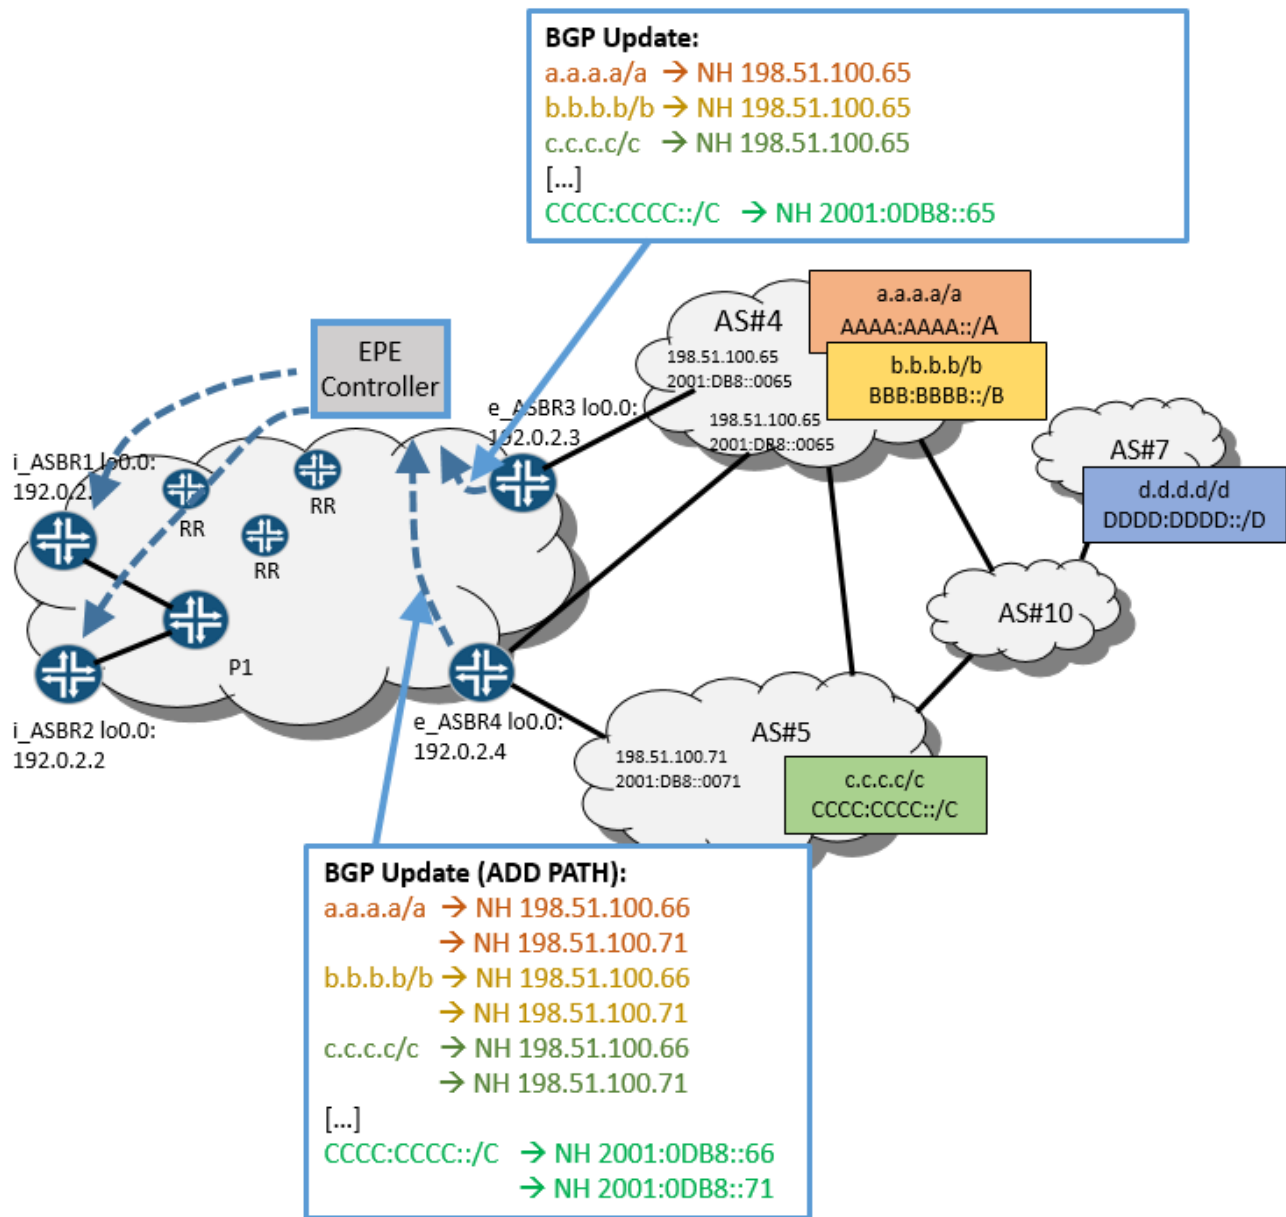 BGP Update:
a.a.a.a/a → NH 198.51.100.65
b.b.b.b/b → NH 198.51.100.65
c.c.c.c/c → NH 198.51.100.65
[...]
CCCC:CCCC::/C → NH 2001:0DB8::65
AS#4
198.51.100.65
2001:DB8::0065
198.51.100.65
2001:DB8::0065
a.a.a.a/a
AAAA:AAAA::/A
b.b.b.b/b
BBB:BBBB::/B
EPE
Controller
e_ASBR3 lo0.0:
192.0.2.3
i_ASBR1 lo0.0:
192.0.2.
RR
RR
RR
AS#7
d.d.d.d/d
DDDD:DDDD::/D
AS#10
P1
i_ASBR2 lo0.0:
192.0.2.2
e_ASBR4 lo0.0:
192.0.2.4
AS#5
198.51.100.71
2001:DB8::0071
c.c.c.c/c
CCCC:CCCC::/C
BGP Update (ADD PATH):
a.a.a.a/a → NH 198.51.100.66
→ NH 198.51.100.71
b.b.b.b/b → NH 198.51.100.66
→ NH 198.51.100.71
c.c.c.c/c → NH 198.51.100.66
→ NH 198.51.100.71
[...]
CCCC:CCCC::/C → NH 2001:0DB8::66
→ NH 2001:0DB8::71